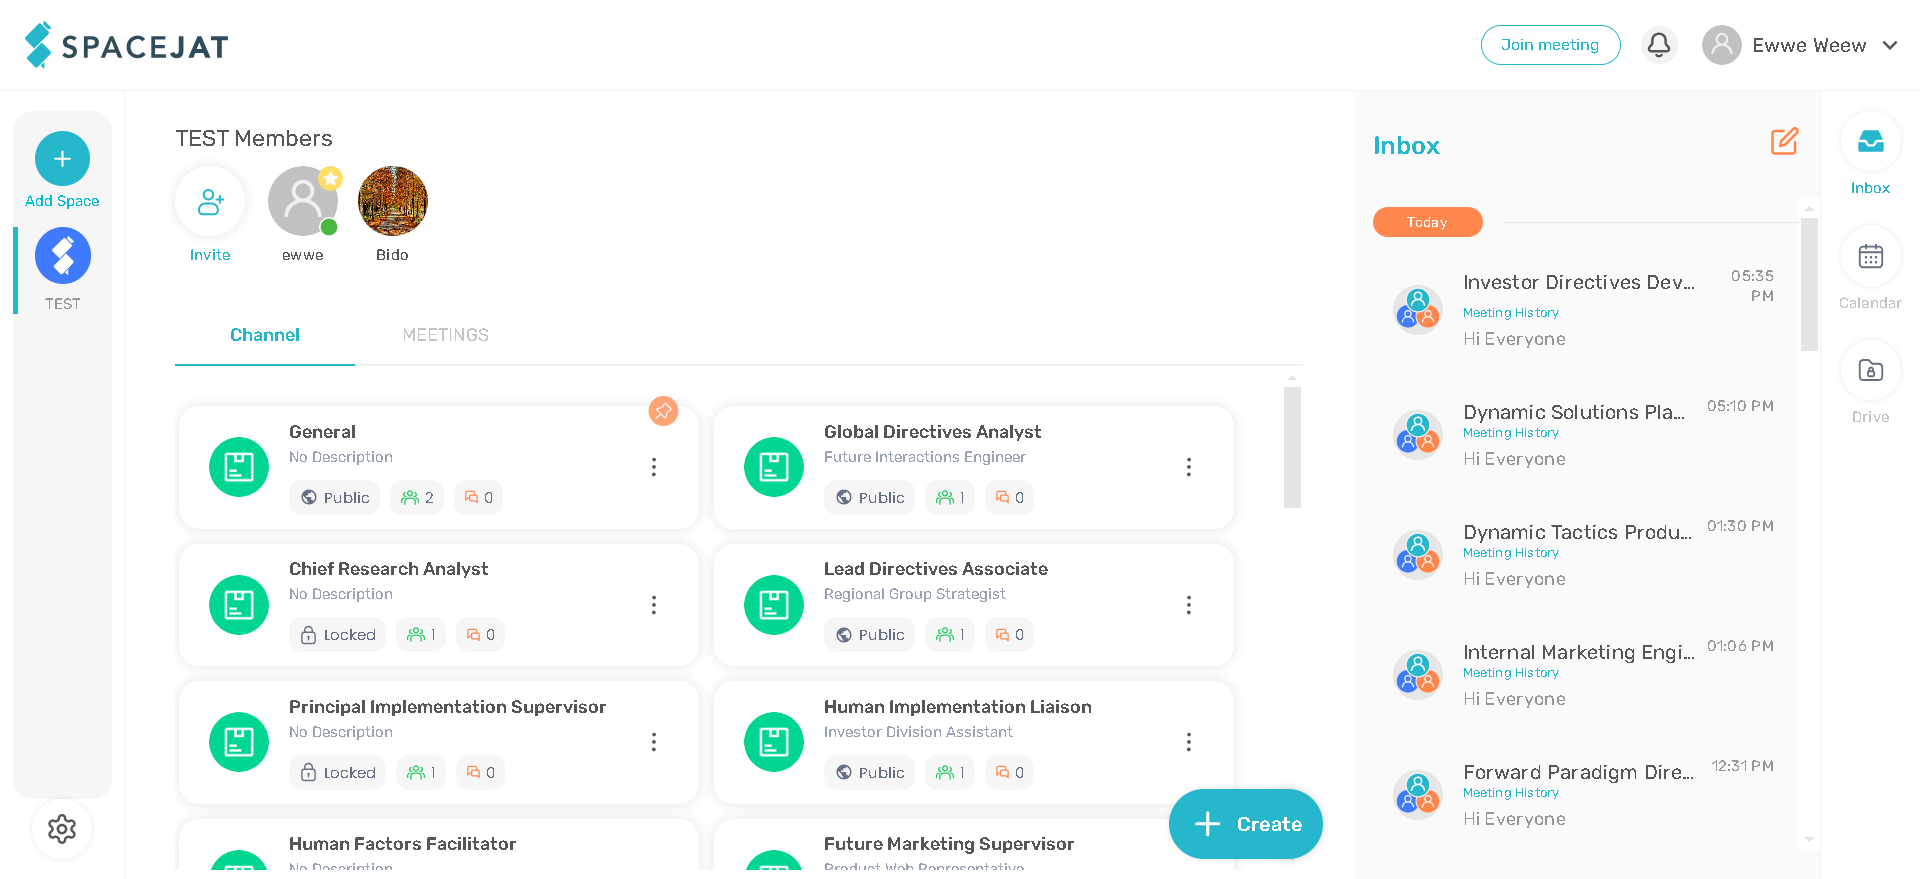 SPACEJAT
Join meeting
Ewwe Weew
Add Space
TEST
TEST Members
Invite
ewwe
Bido
Channel
MEETINGS
General
No Description
Public
2
0
Global Directives Analyst
Future Interactions Engineer
Public
1
0
Chief Research Analyst
No Description
Locked
1
0
Lead Directives Associate
Regional Group Strategist
Public
1
0
Principal Implementation Supervisor
No Description
Locked
1
0
Human Implementation Liaison
Investor Division Assistant
Public
1
0
Human Factors Facilitator
No Description
Future Marketing Supervisor
Product Web Representative
Create
Inbox
Today
Investor Directives Dev...
05:35 PM
Meeting History
Hi Everyone
Dynamic Solutions Pla...
05:10 PM
Meeting History
Hi Everyone
Dynamic Tactics Produ...
01:30 PM
Meeting History
Hi Everyone
Internal Marketing Engi...
01:06 PM
Meeting History
Hi Everyone
Forward Paradigm Dire...
12:31 PM
Meeting History
Hi Everyone
Inbox
Calendar
Drive